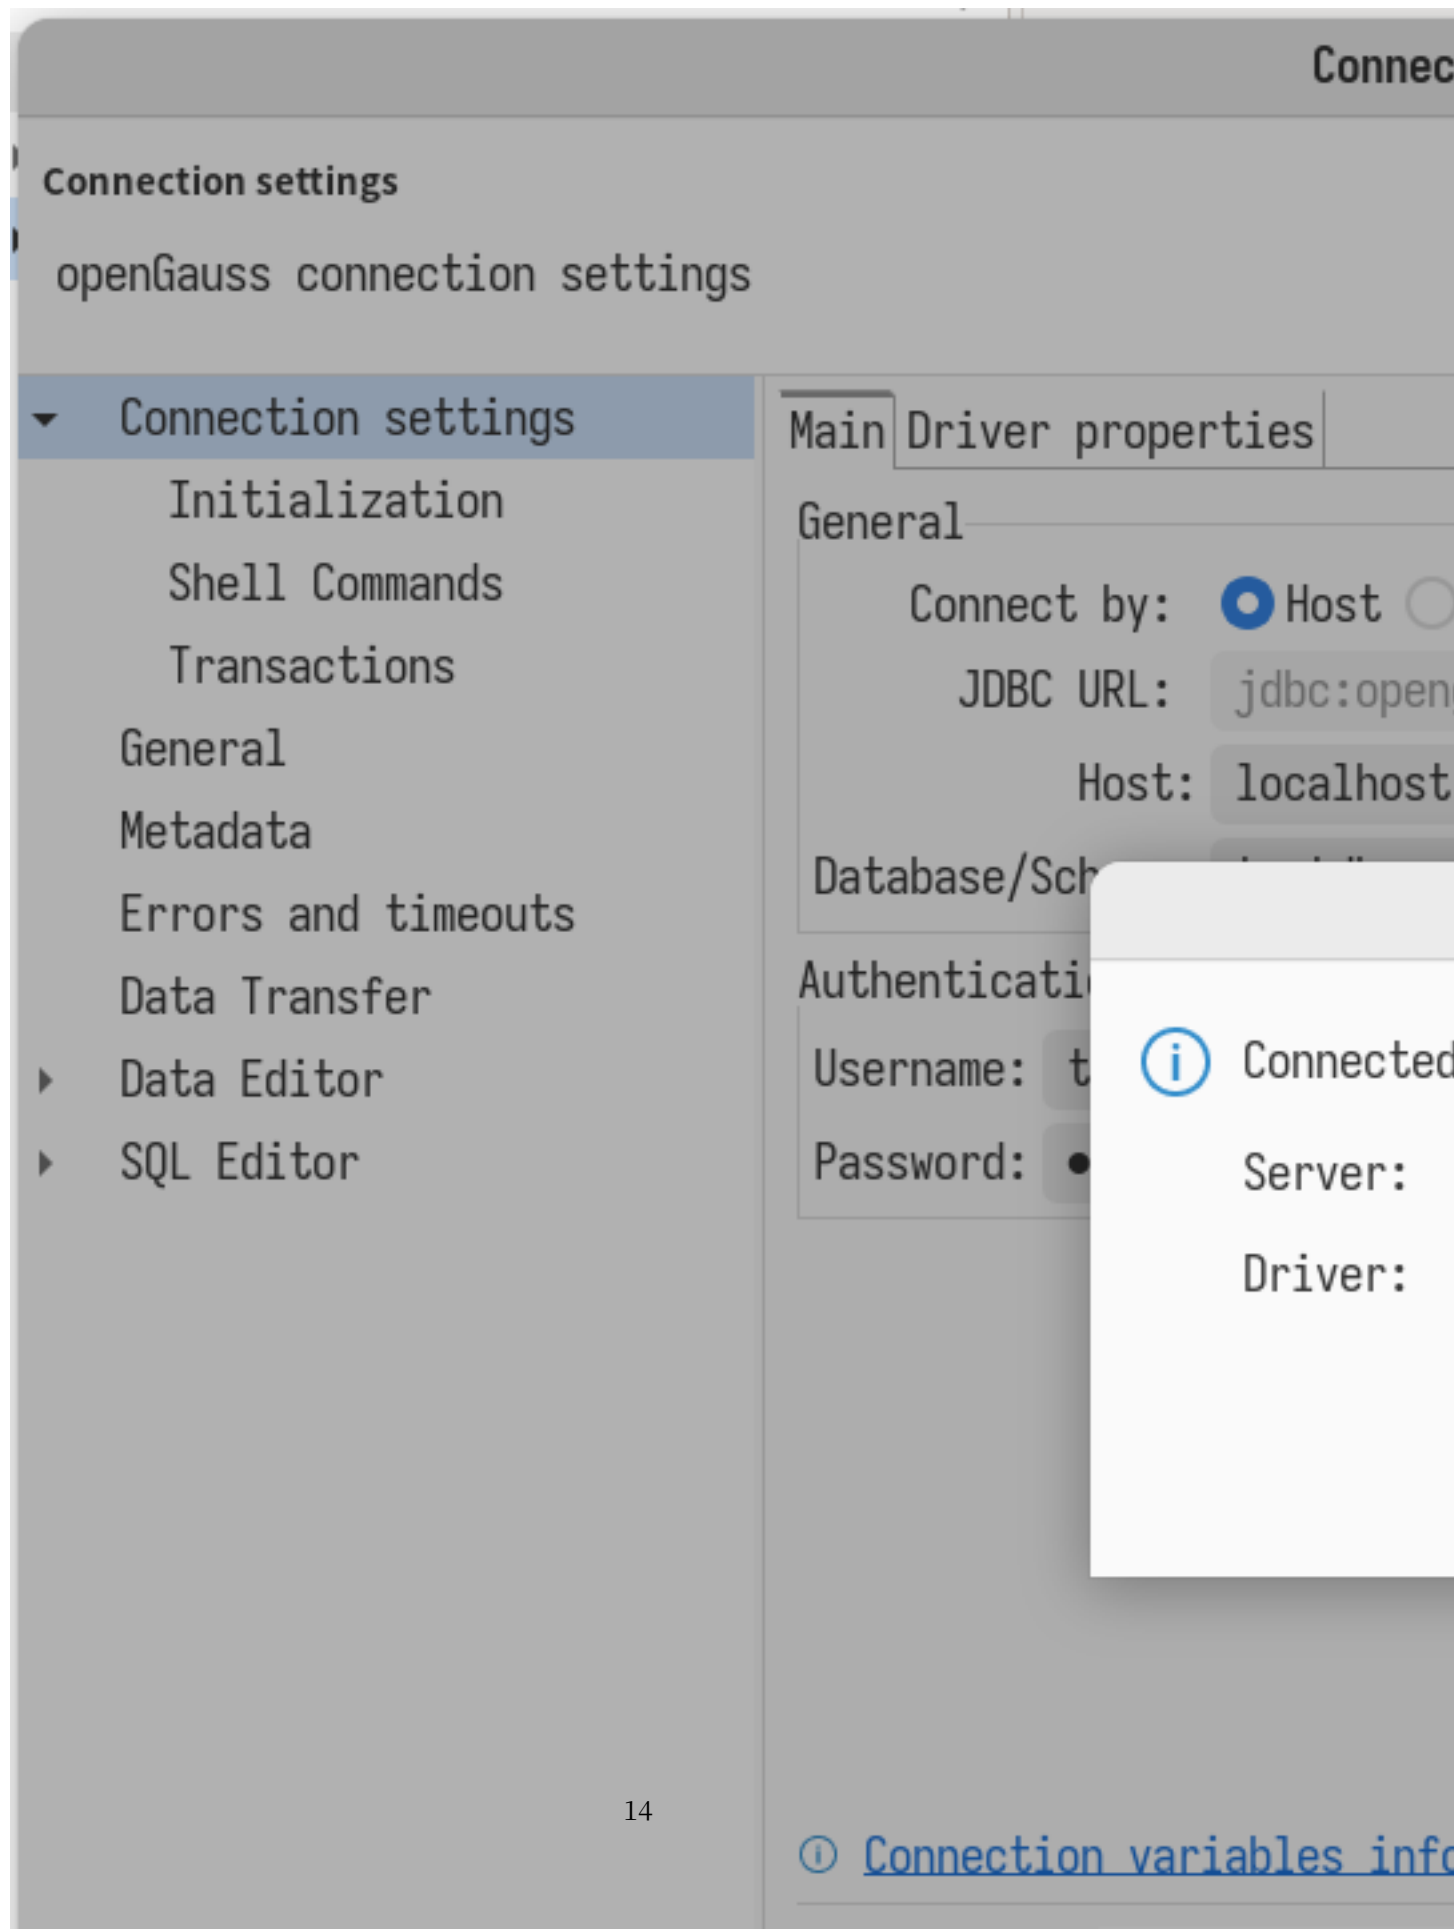 Connec
Connection settings
openGauss connection settings
Connection settings
Initialization
Shell Commands
Transactions
General
Metadata
Errors and timeouts
Data Transfer
Data Editor
SQL Editor
Main Driver properties
General
Connect by: Host
JDBC URL: jdbc:openg
Host: localhost
Database/Sch
Authenticati
Username: t
Password: ●
Connected
Server:
Driver:
14
Connection variables info